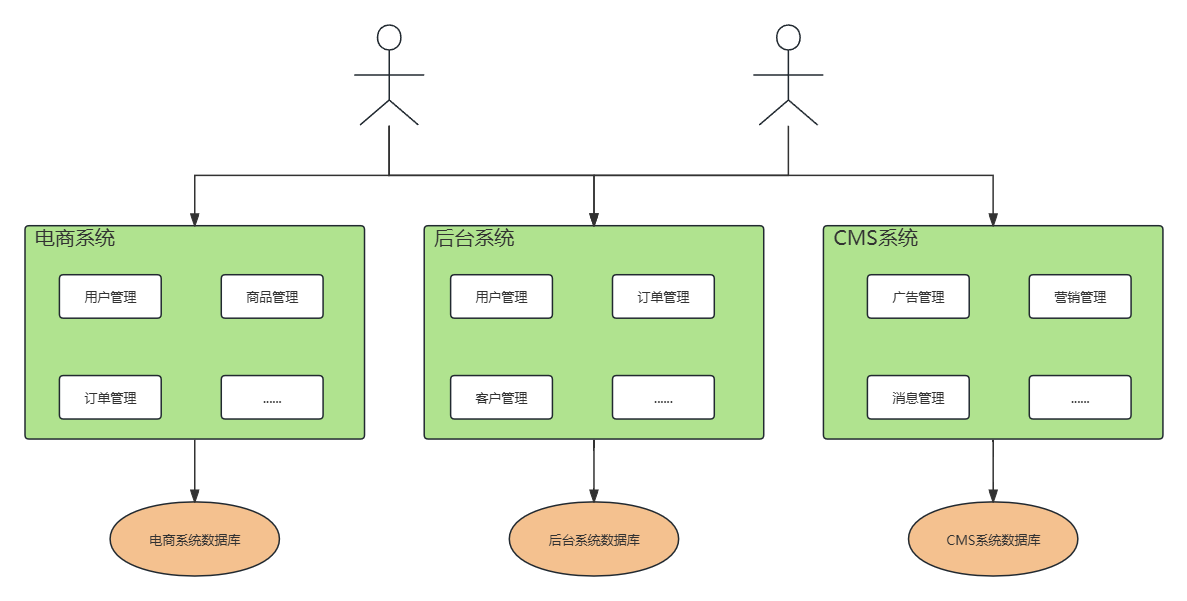 电商系统
后台系统
CMS系统
用户管理
商品管理
用户管理
订单管理
广告管理
营销管理
订单管理
......
客户管理
......
消息管理
......
电商系统数据库
后台系统数据库
CMS系统数据库